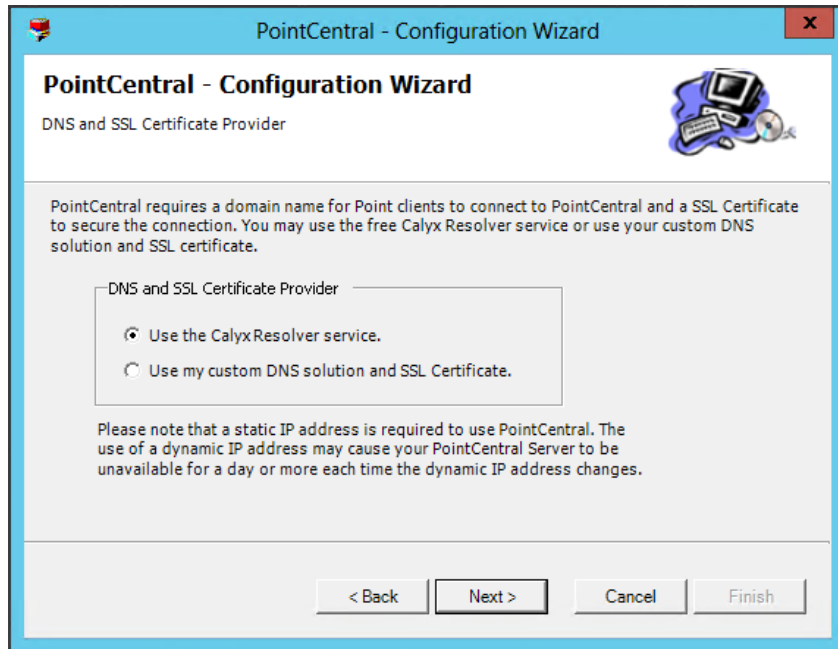 PointCentral - Configuration Wizard
x
PointCentral - Configuration Wizard
DNS and SSL Certificate Provider
PointCentral requires a domain name for Point clients to connect to PointCentral and a SSL Certificate
to secure the connection. You may use the free Calyx Resolver service or use your custom DNS
solution and SSL certificate.
DNS and SSL Certificate Provider
Use the Calyx Resolver service.
Use my custom DNS solution and SSL Certificate.
Please note that a static IP address is required to use PointCentral. The
use of a dynamic IP address may cause your PointCentral Server to be
unavailable for a day or more each time the dynamic IP address changes.
< Back Next > Cancel Finish